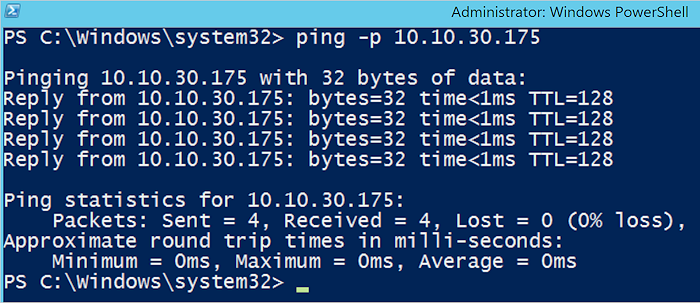 Administrator: Windows PowerShell
PS C:\Windows\system32> ping -p 10.10.30.175
Pinging 10.10.30.175 with 32 bytes of data:
Reply from 10.10.30.175: bytes=32 time<1ms TTL=128
Reply from 10.10.30.175: bytes=32 time<1ms TTL=128
Reply from 10.10.30.175: bytes=32 time<1ms TTL=128
Reply from 10.10.30.175: bytes=32 time<1ms TTL=128
Ping statistics for 10.10.30.175:
    Packets: Sent = 4, Received = 4, Lost = 0 (0% loss),
Approximate round trip times in milli-seconds:
    Minimum = 0ms, Maximum = 0ms, Average = 0ms
PS C:\Windows\system32>